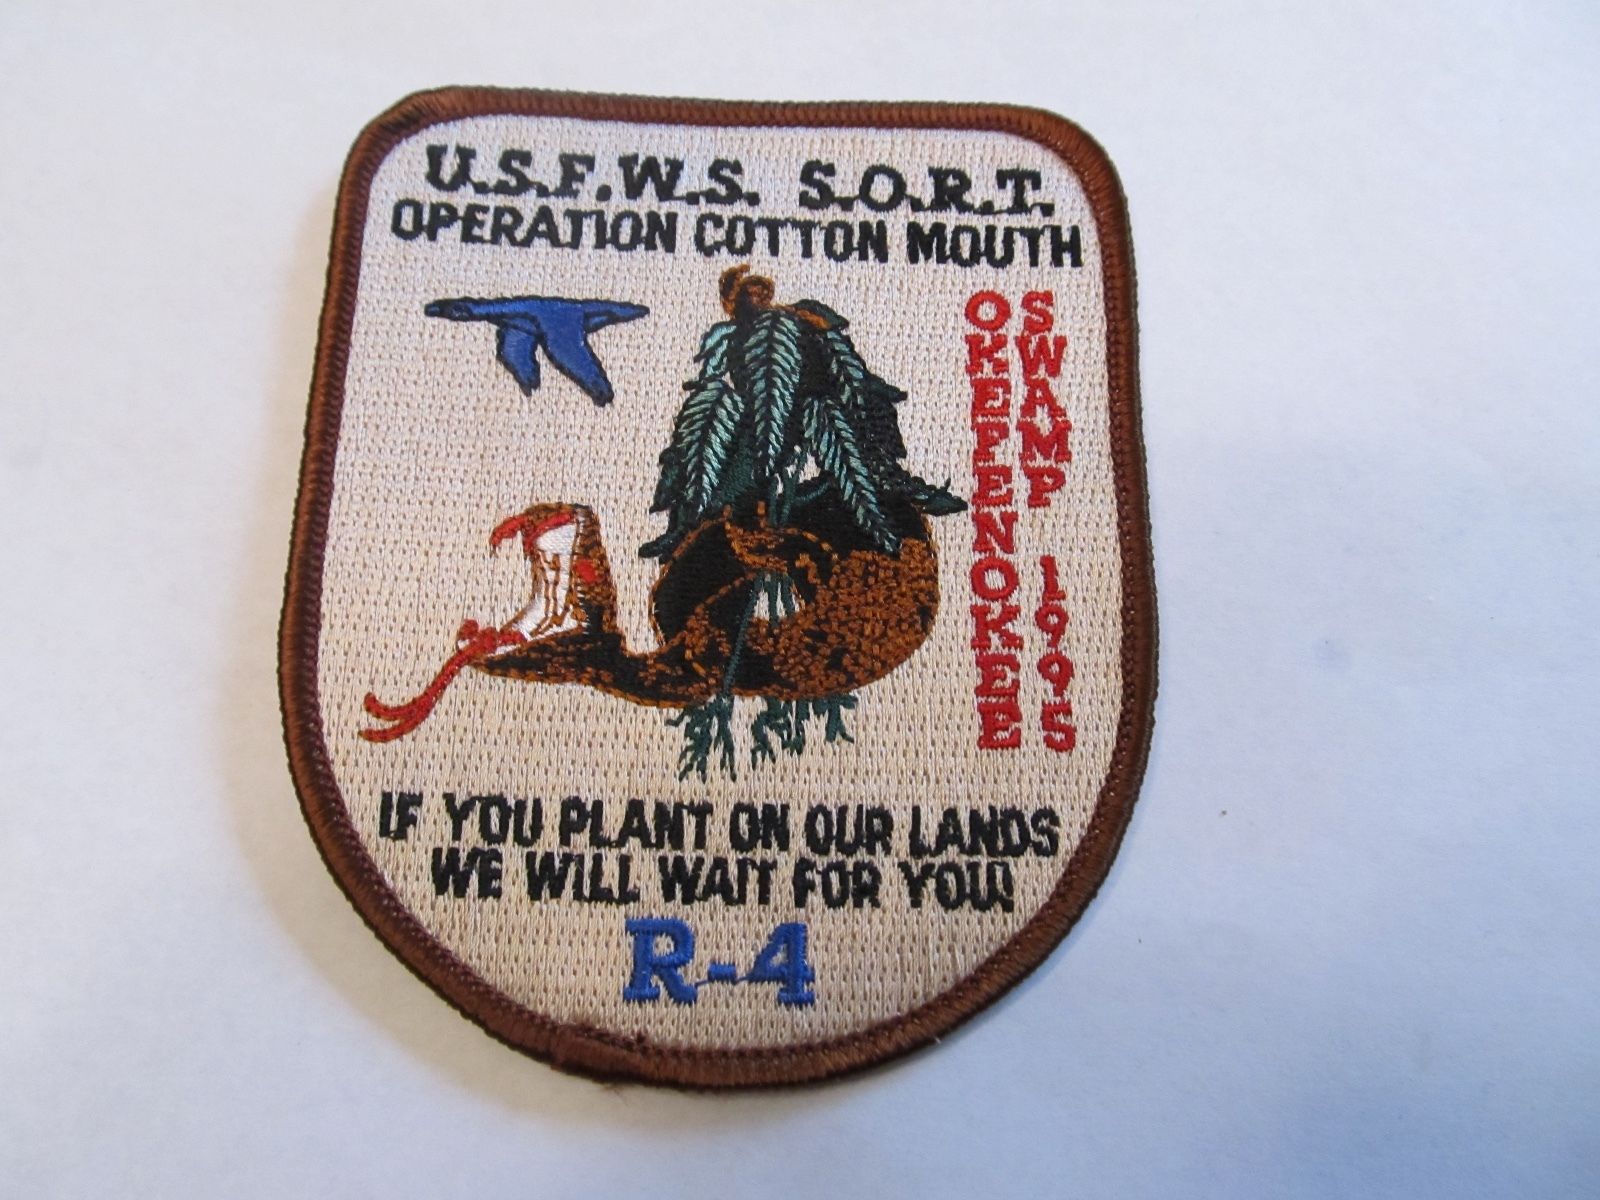 U.S.F.W.S. S.O.R.T.
OPERATION COTTON MOUTH
OKEFENOKEE
SWAMP 1995
IF YOU PLANT ON OUR LANDS
WE WILL WAIT FOR YOU!
R-4